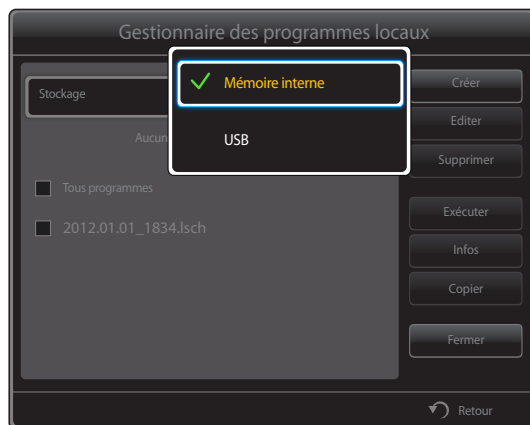 Gestionnaire des programmes locaux
Stockage
Mémoire interne
USB
Aucun
Tous programmes
2012.01.01_1834.lsch
Créer
Editer
Supprimer
Exécuter
Infos
Copier
Fermer
Retour